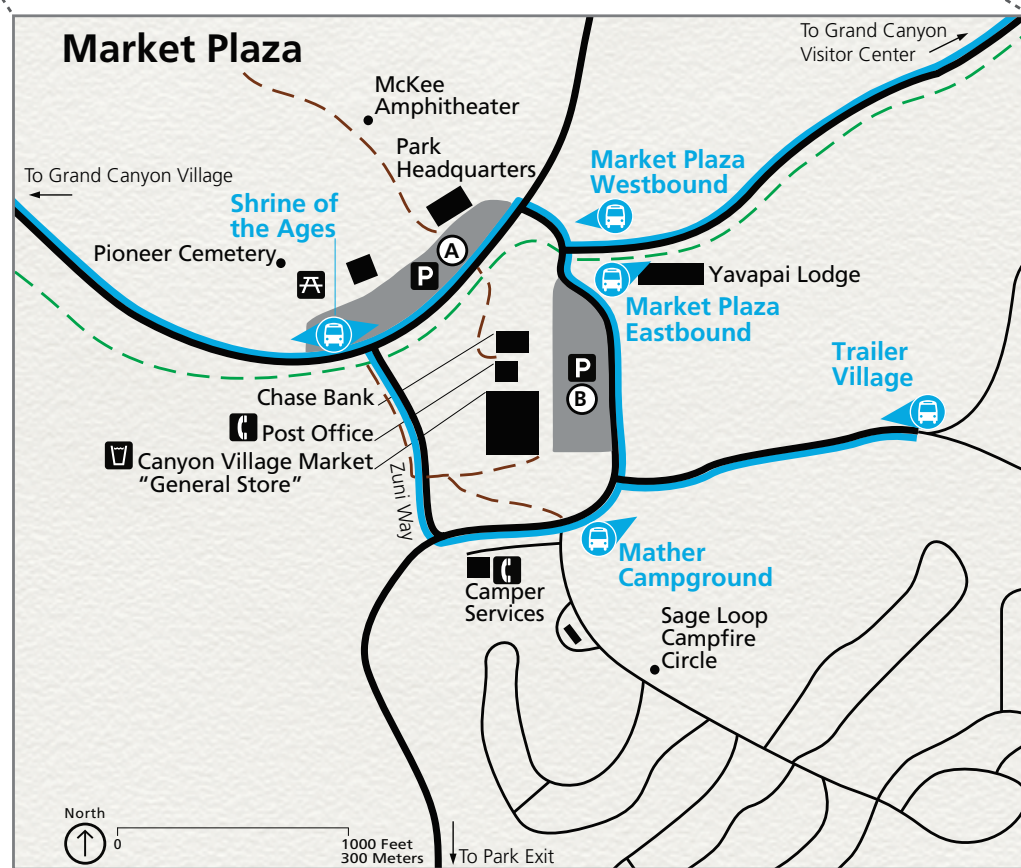 Market Plaza
To Grand Canyon
Visitor Center
McKee
Amphitheater
Park
Headquarters
Market Plaza
Westbound
To Grand Canyon Village
Shrine of
the Ages
Pioneer Cemetery
A
P
Yavapai Lodge
Market Plaza
Eastbound
Trailer
Village
P
B
Chase Bank
Post Office
Canyon Village Market
“General Store”
Zuni Way
Mather
Campground
Camper
Services
Sage Loop
Campfire
Circle
North
0
1000 Feet
300 Meters
To Park Exit